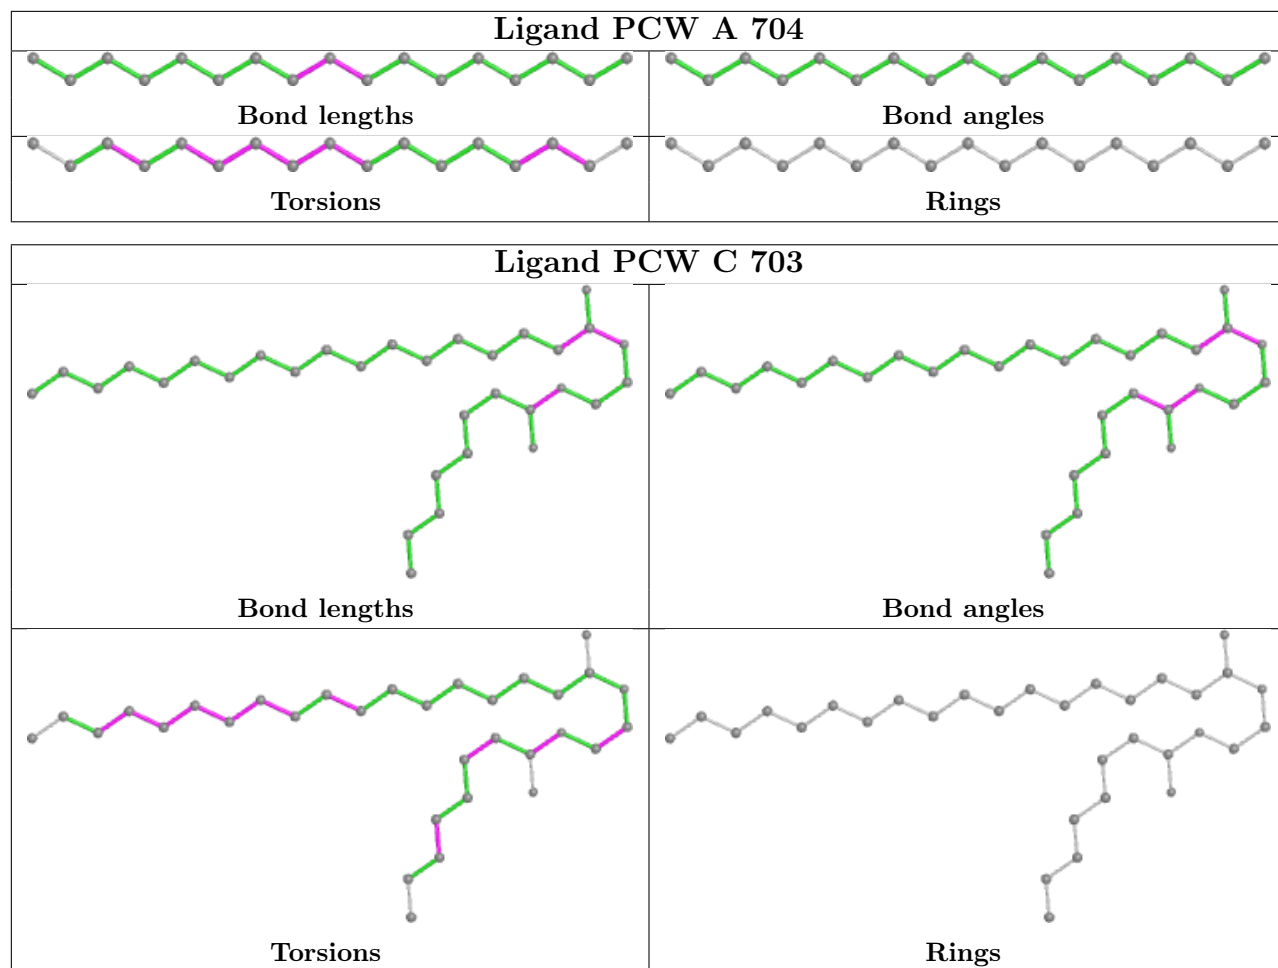 Ligand PCW A 704
Bond lengths
Bond angles
Torsions
Rings
Ligand PCW C 703
Bond lengths
Bond angles
Torsions
Rings